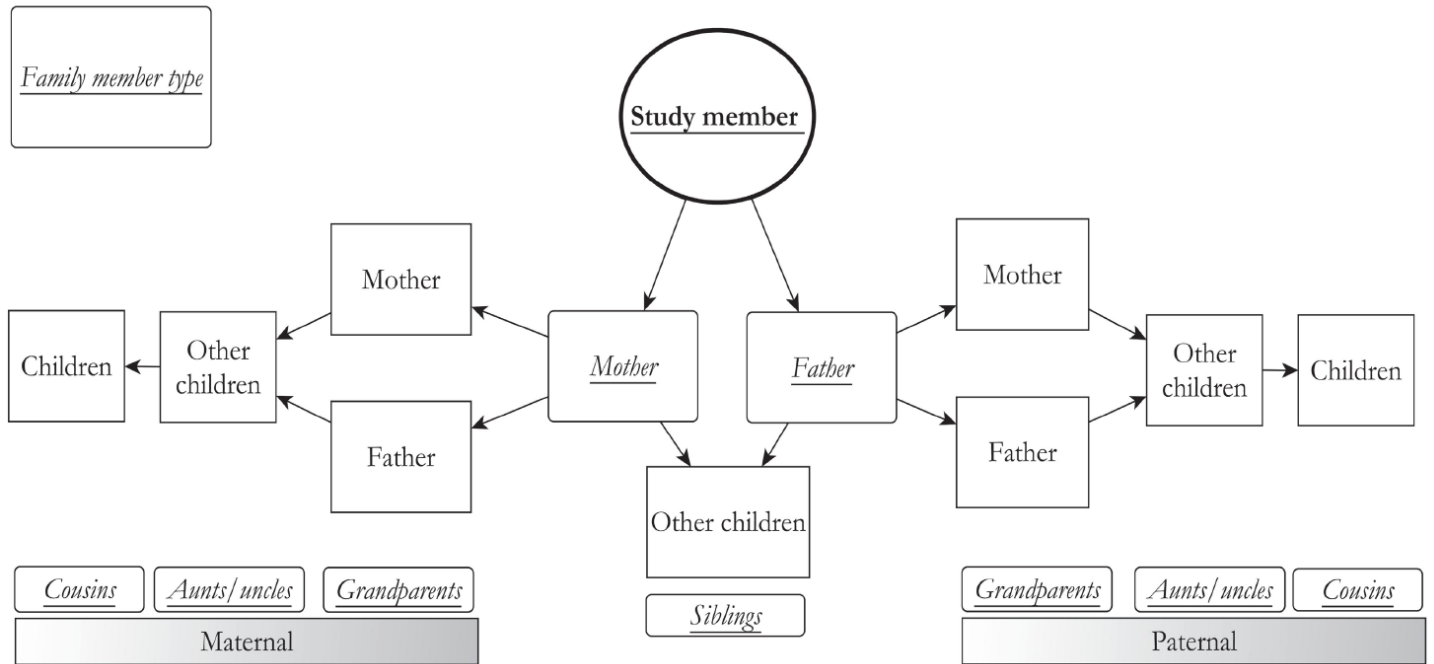 Family member type
Study member
Mother
Mother
Children
Other
children
Mother
Father
Other
children
Children
Father
Father
Other children
Cousins
Aunts/uncles
Grandparents
Siblings
Grandparents
Aunts/uncles
Cousins
Maternal
Paternal